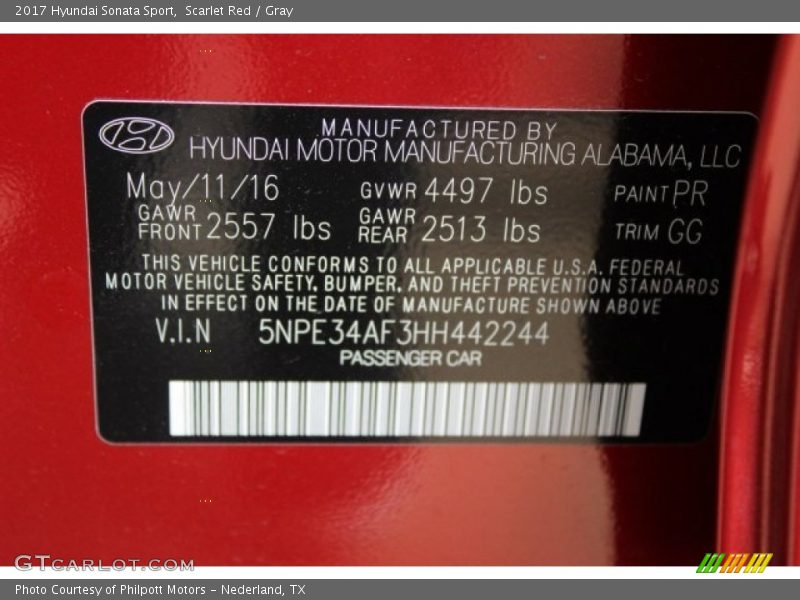 2017 Hyundai Sonata Sport, Scarlet Red / Gray
MANUFACTURED BY
HYUNDAI MOTOR MANUFACTURING ALABAMA, LLC
May/11/16 GVWR 4497 lbs PAINT PR
GAWR FRONT 2557 lbs GAWR REAR 2513 lbs TRIM GG
THIS VEHICLE CONFORMS TO ALL APPLICABLE U.S.A. FEDERAL
MOTOR VEHICLE SAFETY, BUMPER, AND THEFT PREVENTION STANDARDS
IN EFFECT ON THE DATE OF MANUFACTURE SHOWN ABOVE
V.I.N 5NPE34AF3HH442244
PASSENGER CAR
GTCARLOT.COM
Photo Courtesy of Philpott Motors - Nederland, TX